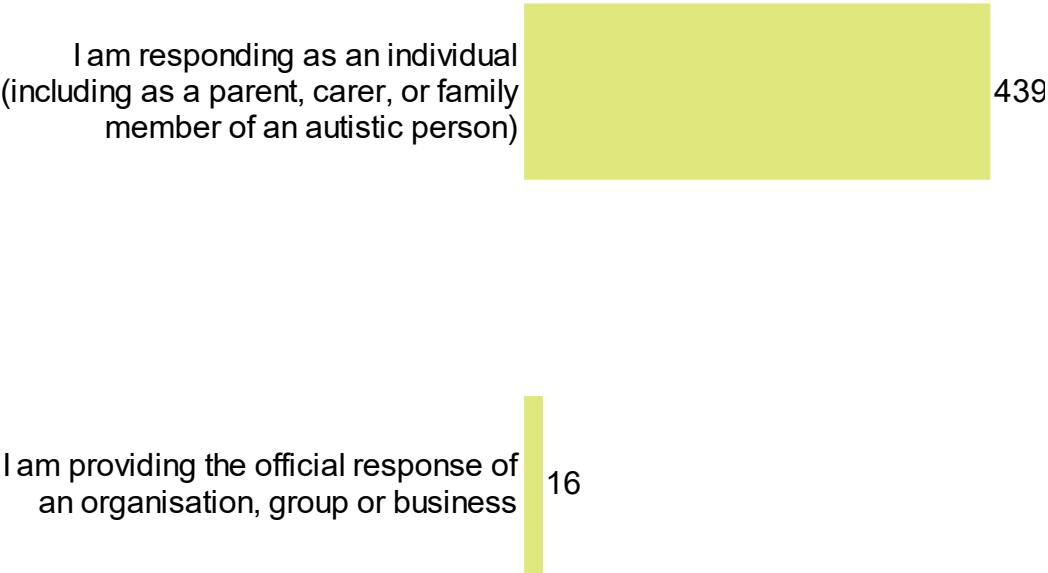 I am responding as an individual
(including as a parent, carer, or family
member of an autistic person)
439
I am providing the official response of
an organisation, group or business
16